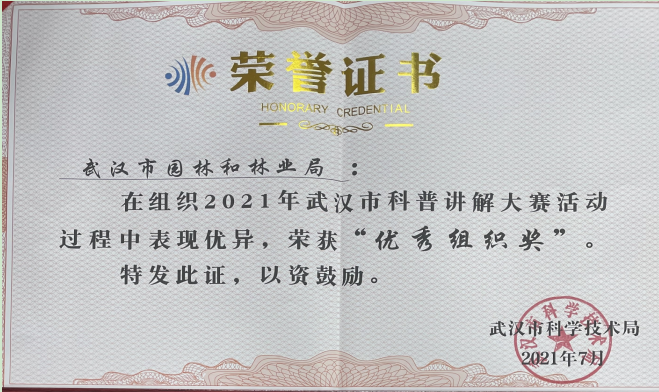 荣誉证书
HONORARY CREDENTIAL
武汉市园林和林业局：
在组织2021年武汉市科普讲解大赛活动
过程中表现优异，荣获“优秀组织奖”。
特发此证，以资鼓励。
武汉市科学技术局
2021年7月